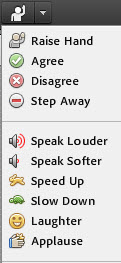 Raise Hand
Agree
Disagree
Step Away
Speak Louder
Speak Softer
Speed Up
Slow Down
Laughter
Applause